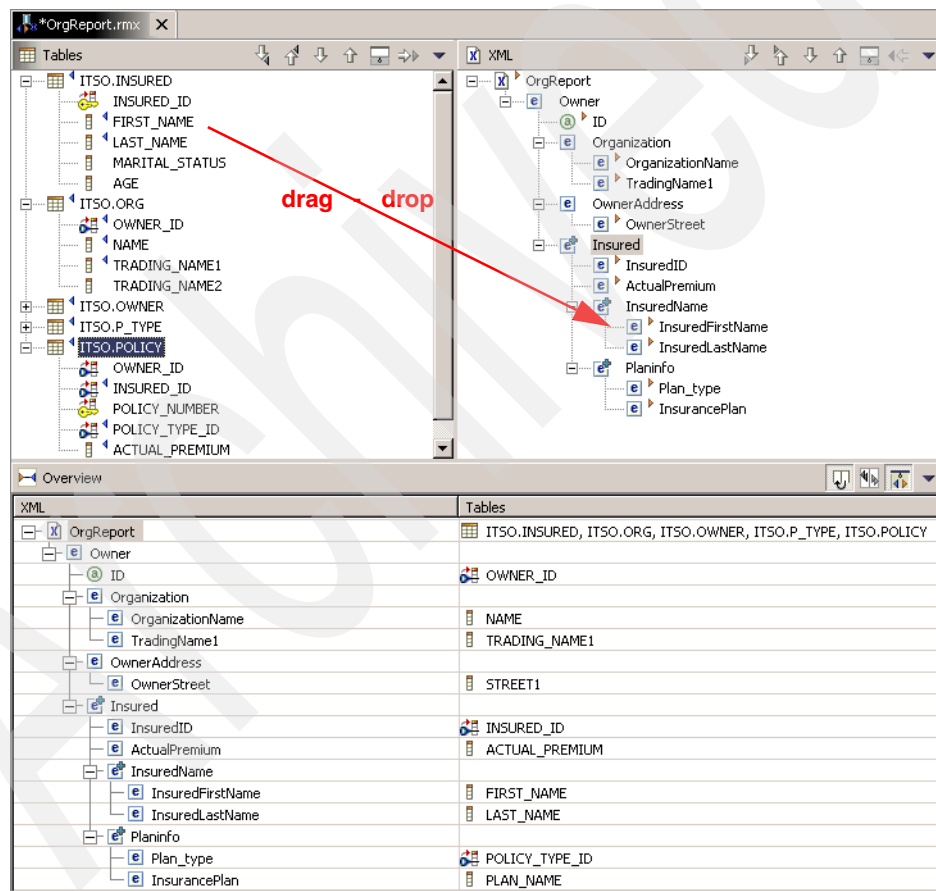 *OrgReport.rmx
Tables
ITSO.INSURED
INSURED_ID
FIRST_NAME
LAST_NAME
MARITAL_STATUS
AGE
ITSO.ORG
OWNER_ID
NAME
TRADING_NAME1
TRADING_NAME2
ITSO.OWNER
ITSO.P_TYPE
ITSO.POLICY
OWNER_ID
INSURED_ID
POLICY_NUMBER
POLICY_TYPE_ID
ACTUAL_PREMIUM
drag - drop
XML
OrgReport
Owner
ID
Organization
OrganizationName
TradingName1
OwnerAddress
OwnerStreet
Insured
InsuredID
ActualPremium
InsuredName
InsuredFirstName
InsuredLastName
Planinfo
Plan_type
InsurancePlan
Overview
XML Tables
OrgReport ITSO.INSURED, ITSO.ORG, ITSO.OWNER, ITSO.P_TYPE, ITSO.POLICY
Owner
ID OWNER_ID
Organization
OrganizationName NAME
TradingName1 TRADING_NAME1
OwnerAddress
OwnerStreet STREET1
Insured
InsuredID INSURED_ID
ActualPremium ACTUAL_PREMIUM
InsuredName
InsuredFirstName FIRST_NAME
InsuredLastName LAST_NAME
Planinfo
Plan_type POLICY_TYPE_ID
InsurancePlan PLAN_NAME